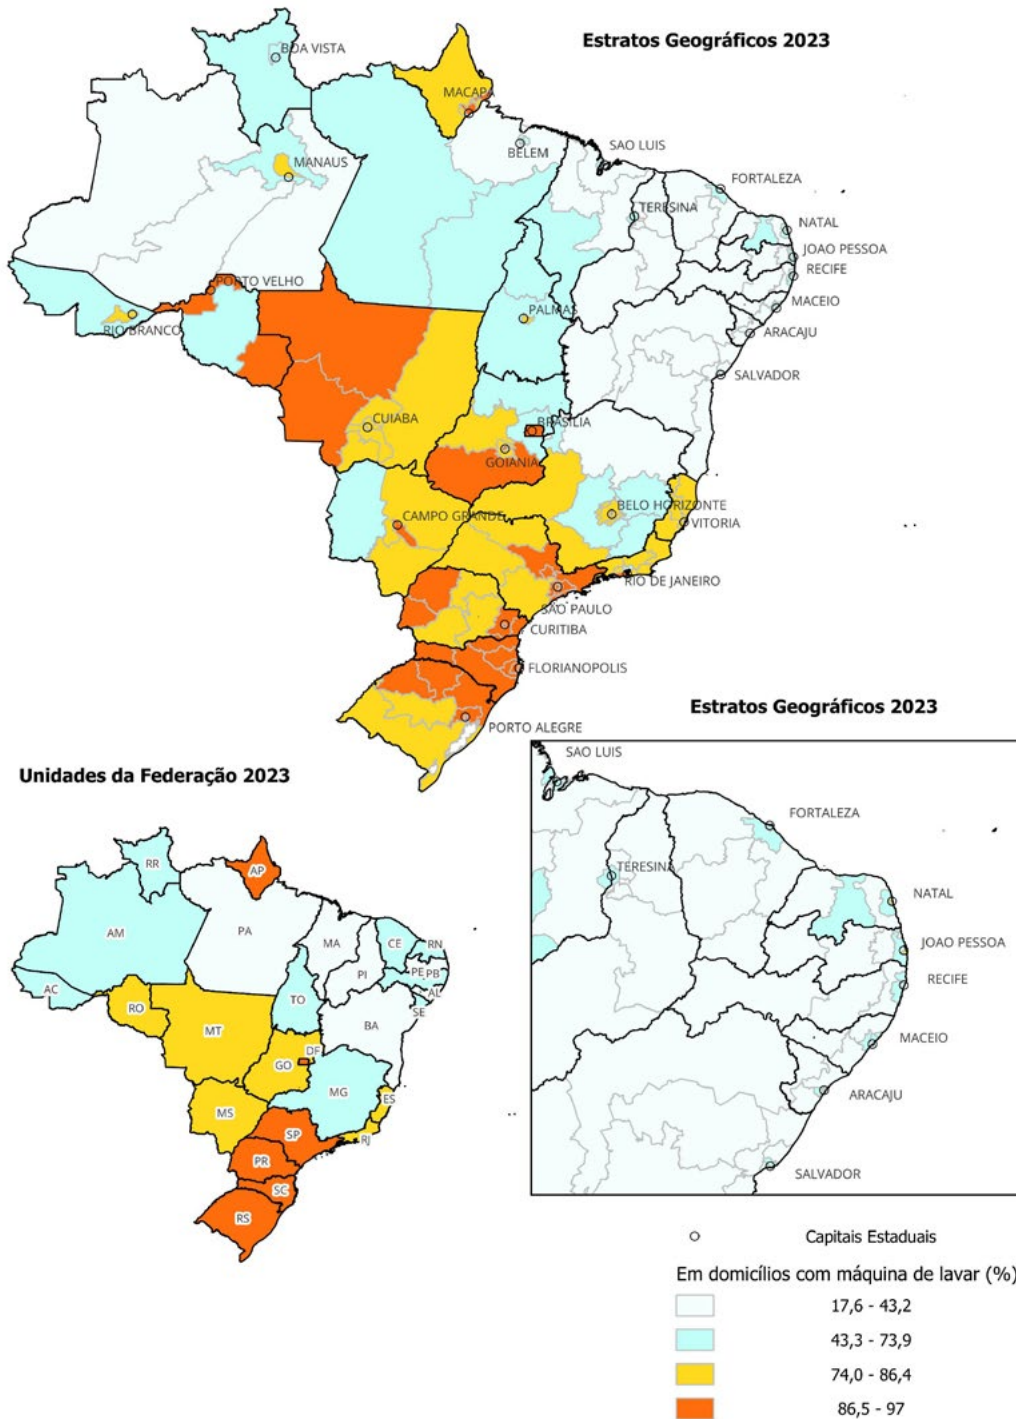 Estratos Geográficos 2023
BOA VISTA
MACAPA
BELEM
SAO LUIS
MANAUS
FORTALEZA
TERESINA
NATAL
JOAO PESSOA
RECIFE
PORTO VELHO
MACEIO
PALMAS
RIO BRANCO
ARACAJU
SALVADOR
CUIABA
BRASILIA
GOIANIA
BELO HORIZONTE
CAMPO GRANDE
VITORIA
RIO DE JANEIRO
SAO PAULO
CURITIBA
FLORIANOPOLIS
PORTO ALEGRE
Estratos Geográficos 2023
SAO LUIS
FORTALEZA
TERESINA
NATAL
JOAO PESSOA
RECIFE
MACEIO
ARACAJU
SALVADOR
Unidades da Federação 2023
RR
AP
AM
PA
MA
CE
RN
PI
PE
PB
AC
AL
TO
SE
RO
BA
MT
DF
GO
MG
ES
MS
SP
RJ
PR
SC
RS
Capitais Estaduais
Em domicílios com máquina de lavar (%)
17,6 - 43,2
43,3 - 73,9
74,0 - 86,4
86,5 - 97